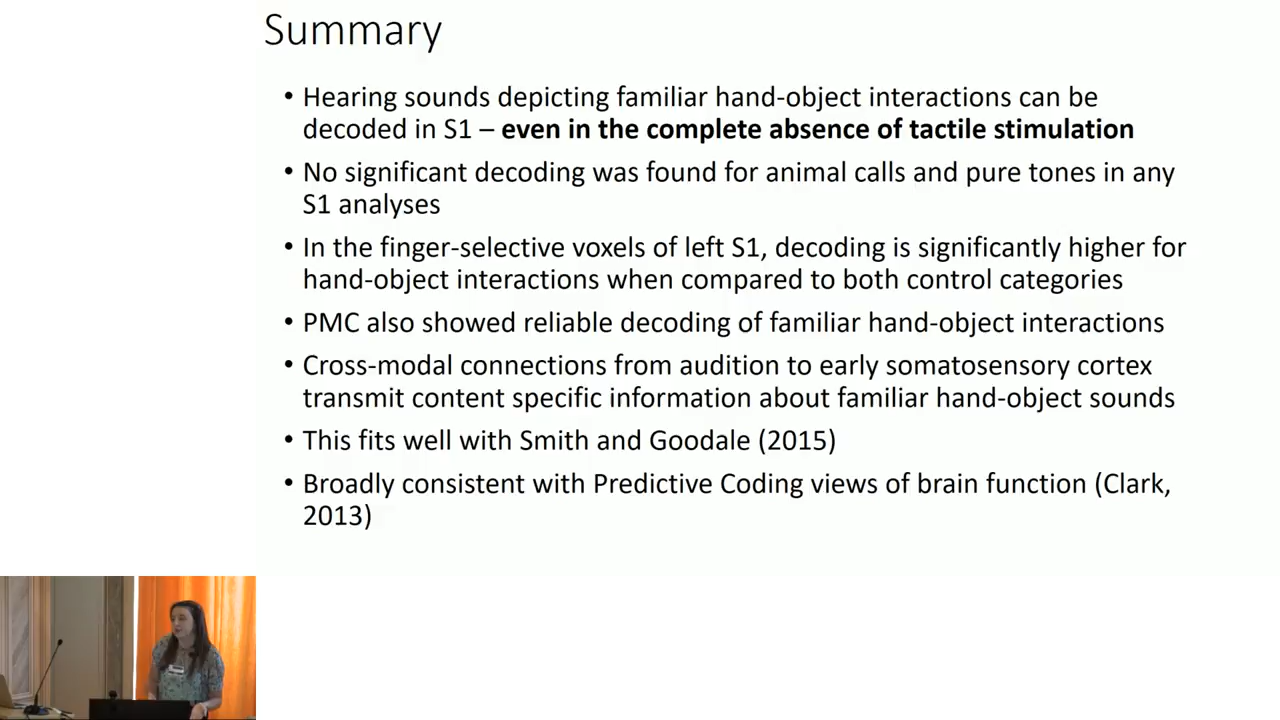 Summary
• Hearing sounds depicting familiar hand-object interactions can be
decoded in S1 – even in the complete absence of tactile stimulation
• No significant decoding was found for animal calls and pure tones in any
S1 analyses
• In the finger-selective voxels of left S1, decoding is significantly higher for
hand-object interactions when compared to both control categories
• PMC also showed reliable decoding of familiar hand-object interactions
• Cross-modal connections from audition to early somatosensory cortex
transmit content specific information about familiar hand-object sounds
• This fits well with Smith and Goodale (2015)
• Broadly consistent with Predictive Coding views of brain function (Clark,
2013)